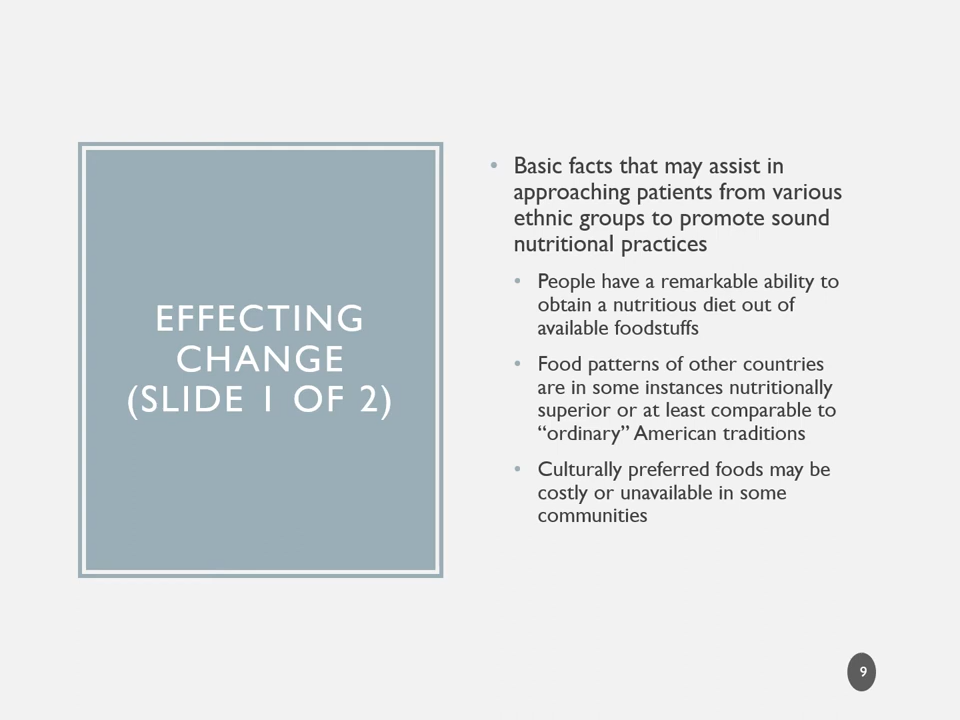 EFFECTING
CHANGE
(SLIDE 1 OF 2)
• Basic facts that may assist in
approaching patients from various
ethnic groups to promote sound
nutritional practices
• People have a remarkable ability to
obtain a nutritious diet out of
available foodstuffs
• Food patterns of other countries
are in some instances nutritionally
superior or at least comparable to
“ordinary” American traditions
• Culturally preferred foods may be
costly or unavailable in some
communities
9